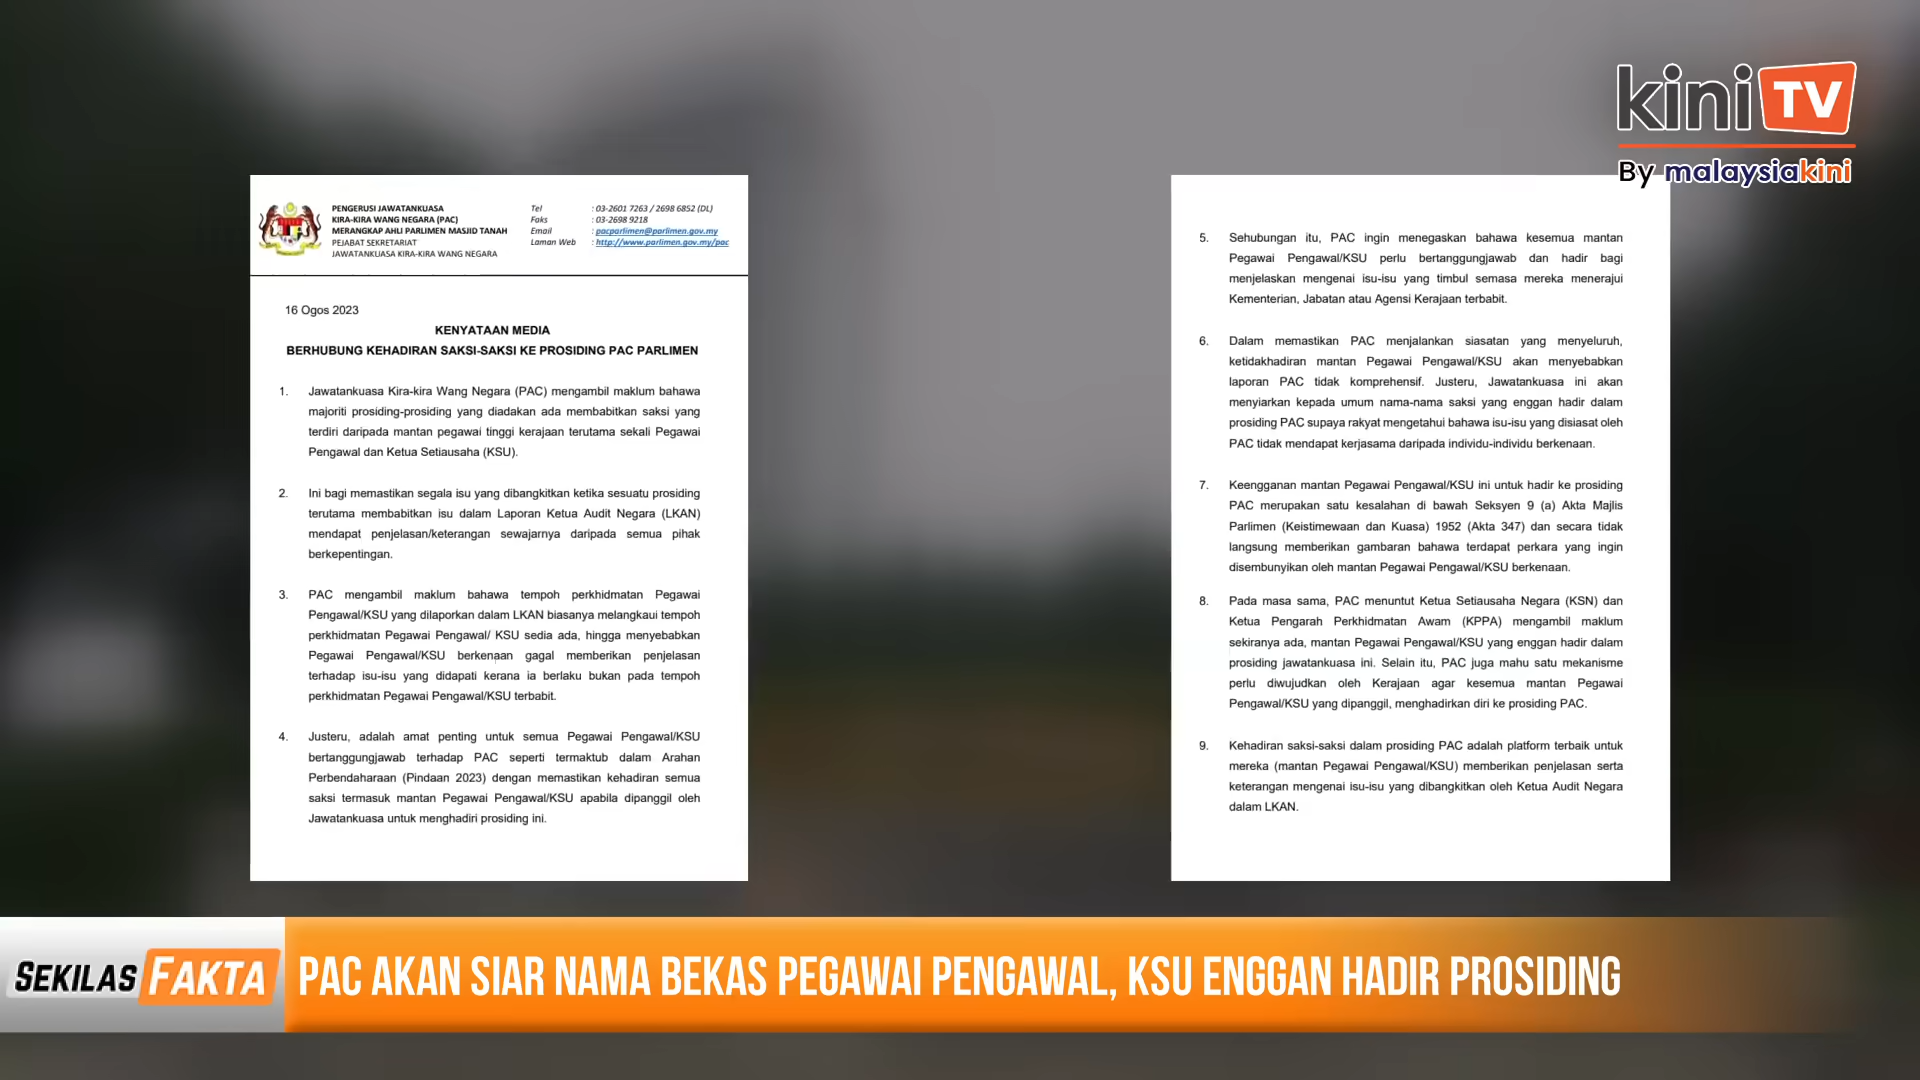 kini TV
By malaysiakini
PENGERUSI JAWATANKUASA
KIRA-KIRA WANG NEGARA (PAC)
MERANGKAP AHLI PARLIMEN MASJID TANAH
PEJABAT SEKRETARIAT
JAWATANKUASA KIRA-KIRA WANG NEGARA
Tel : 03-2601 7263 / 2698 6852 (DL)
Faks : 03-2698 9218
Email : pacparlimen@parlimen.gov.my
Laman Web : http://www.parlimen.gov.my/pac
16 Ogos 2023
KENYATAAN MEDIA
BERHUBUNG KEHADIRAN SAKSI-SAKSI KE PROSIDING PAC PARLIMEN
1. Jawatankuasa Kira-kira Wang Negara (PAC) mengambil maklum bahawa
majoriti prosiding-prosiding yang diadakan ada membabitkan saksi yang
terdiri daripada mantan pegawai tinggi kerajaan terutama sekali Pegawai
Pengawal dan Ketua Setiausaha (KSU).
2. Ini bagi memastikan segala isu yang dibangkitkan ketika sesuatu prosiding
terutama membabitkan isu dalam Laporan Ketua Audit Negara (LKAN)
mendapat penjelasan/keterangan sewajarnya daripada semua pihak
berkepentingan.
3. PAC mengambil maklum bahawa tempoh perkhidmatan Pegawai
Pengawal/KSU yang dilaporkan dalam LKAN biasanya melangkaui tempoh
perkhidmatan Pegawai Pengawal/ KSU sedia ada, hingga menyebabkan
Pegawai Pengawal/KSU berkenaan gagal memberikan penjelasan
terhadap isu-isu yang didapati kerana ia berlaku bukan pada tempoh
perkhidmatan Pegawai Pengawal/KSU terbabit.
4. Justeru, adalah amat penting untuk semua Pegawai Pengawal/KSU
bertanggungjawab terhadap PAC seperti termaktub dalam Arahan
Perbendaharaan (Pindaan 2023) dengan memastikan kehadiran semua
saksi termasuk mantan Pegawai Pengawal/KSU apabila dipanggil oleh
Jawatankuasa untuk menghadiri prosiding ini.
5. Sehubungan itu, PAC ingin menegaskan bahawa kesemua mantan
Pegawai Pengawal/KSU perlu bertanggungjawab dan hadir bagi
menjelaskan mengenai isu-isu yang timbul semasa mereka menerajui
Kementerian, Jabatan atau Agensi Kerajaan terbabit.
6. Dalam memastikan PAC menjalankan siasatan yang menyeluruh,
ketidakhadiran mantan Pegawai Pengawal/KSU akan menyebabkan
laporan PAC tidak komprehensif. Justeru, Jawatankuasa ini akan
menyiarkan kepada umum nama-nama saksi yang enggan hadir dalam
prosiding PAC supaya rakyat mengetahui bahawa isu-isu yang disiasat oleh
PAC tidak mendapat kerjasama daripada individu-individu berkenaan.
7. Keengganan mantan Pegawai Pengawal/KSU ini untuk hadir ke prosiding
PAC merupakan satu kesalahan di bawah Seksyen 9 (a) Akta Majlis
Parlimen (Keistimewaan dan Kuasa) 1952 (Akta 347) dan secara tidak
langsung memberikan gambaran bahawa terdapat perkara yang ingin
disembunyikan oleh mantan Pegawai Pengawal/KSU berkenaan.
8. Pada masa sama, PAC menuntut Ketua Setiausaha Negara (KSN) dan
Ketua Pengarah Perkhidmatan Awam (KPPA) mengambil maklum
sekiranya ada, mantan Pegawai Pengawal/KSU yang enggan hadir dalam
prosiding jawatankuasa ini. Selain itu, PAC juga mahu satu mekanisme
perlu diwujudkan oleh Kerajaan agar kesemua mantan Pegawai
Pengawal/KSU yang dipanggil, menghadirkan diri ke prosiding PAC.
9. Kehadiran saksi-saksi dalam prosiding PAC adalah platform terbaik untuk
mereka (mantan Pegawai Pengawal/KSU) memberikan penjelasan serta
keterangan mengenai isu-isu yang dibangkitkan oleh Ketua Audit Negara
dalam LKAN.
SEKILAS FAKTA
PAC AKAN SIAR NAMA BEKAS PEGAWAI PENGAWAL, KSU ENGGAN HADIR PROSIDING